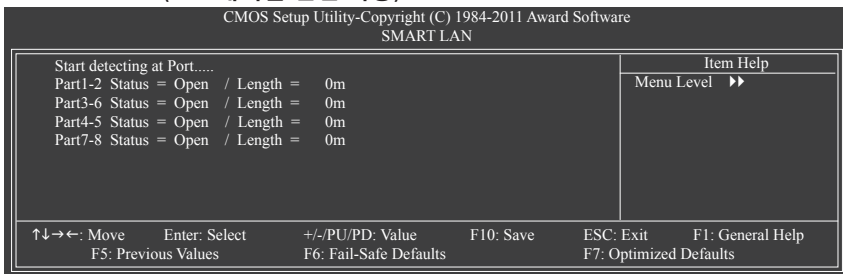 CMOS Setup Utility-Copyright (C) 1984-2011 Award Software
SMART LAN
Start detecting at Port.....
Part1-2 Status = Open / Length = 0m
Part3-6 Status = Open / Length = 0m
Part4-5 Status = Open / Length = 0m
Part7-8 Status = Open / Length = 0m
Item Help
Menu Level ▶▶
↑↓→←: Move Enter: Select +/-/PU/PD: Value F10: Save ESC: Exit F1: General Help
F5: Previous Values F6: Fail-Safe Defaults F7: Optimized Defaults